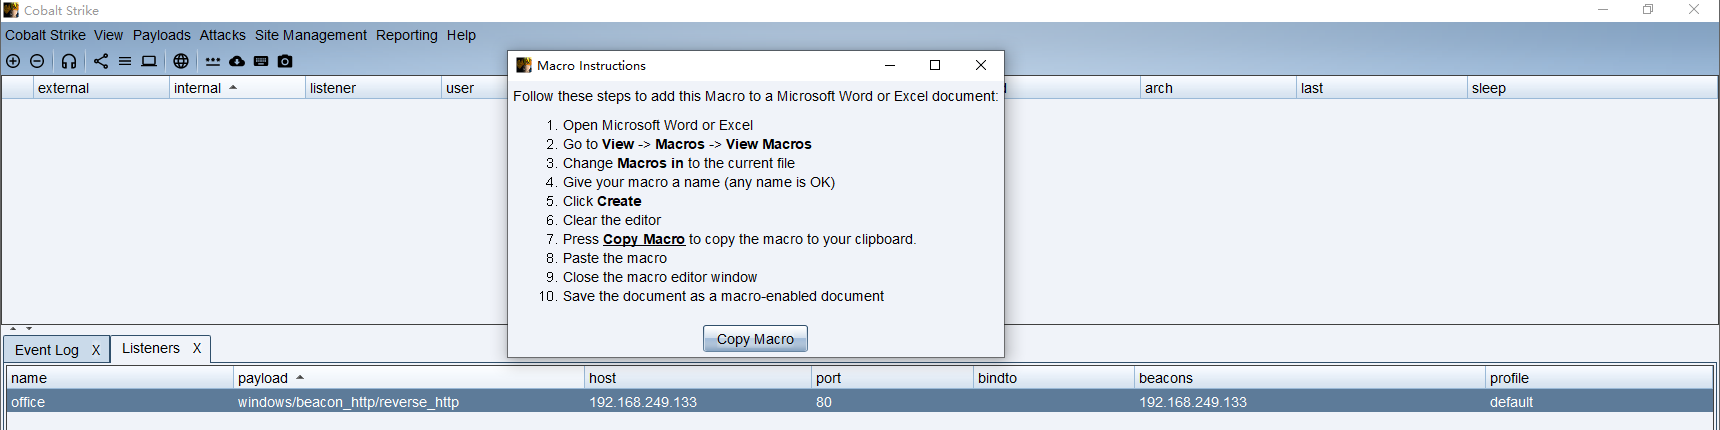 Cobalt Strike
Cobalt Strike View Payloads Attacks Site Management Reporting Help
external internal listener user arch last sleep
Macro Instructions
Follow these steps to add this Macro to a Microsoft Word or Excel document:
1. Open Microsoft Word or Excel
2. Go to View -> Macros -> View Macros
3. Change Macros in to the current file
4. Give your macro a name (any name is OK)
5. Click Create
6. Clear the editor
7. Press Copy Macro to copy the macro to your clipboard.
8. Paste the macro
9. Close the macro editor window
10. Save the document as a macro-enabled document
Copy Macro
Event Log X Listeners X
name payload host port bindto beacons profile
office windows/beacon_http/reverse_http 192.168.249.133 80 192.168.249.133 default